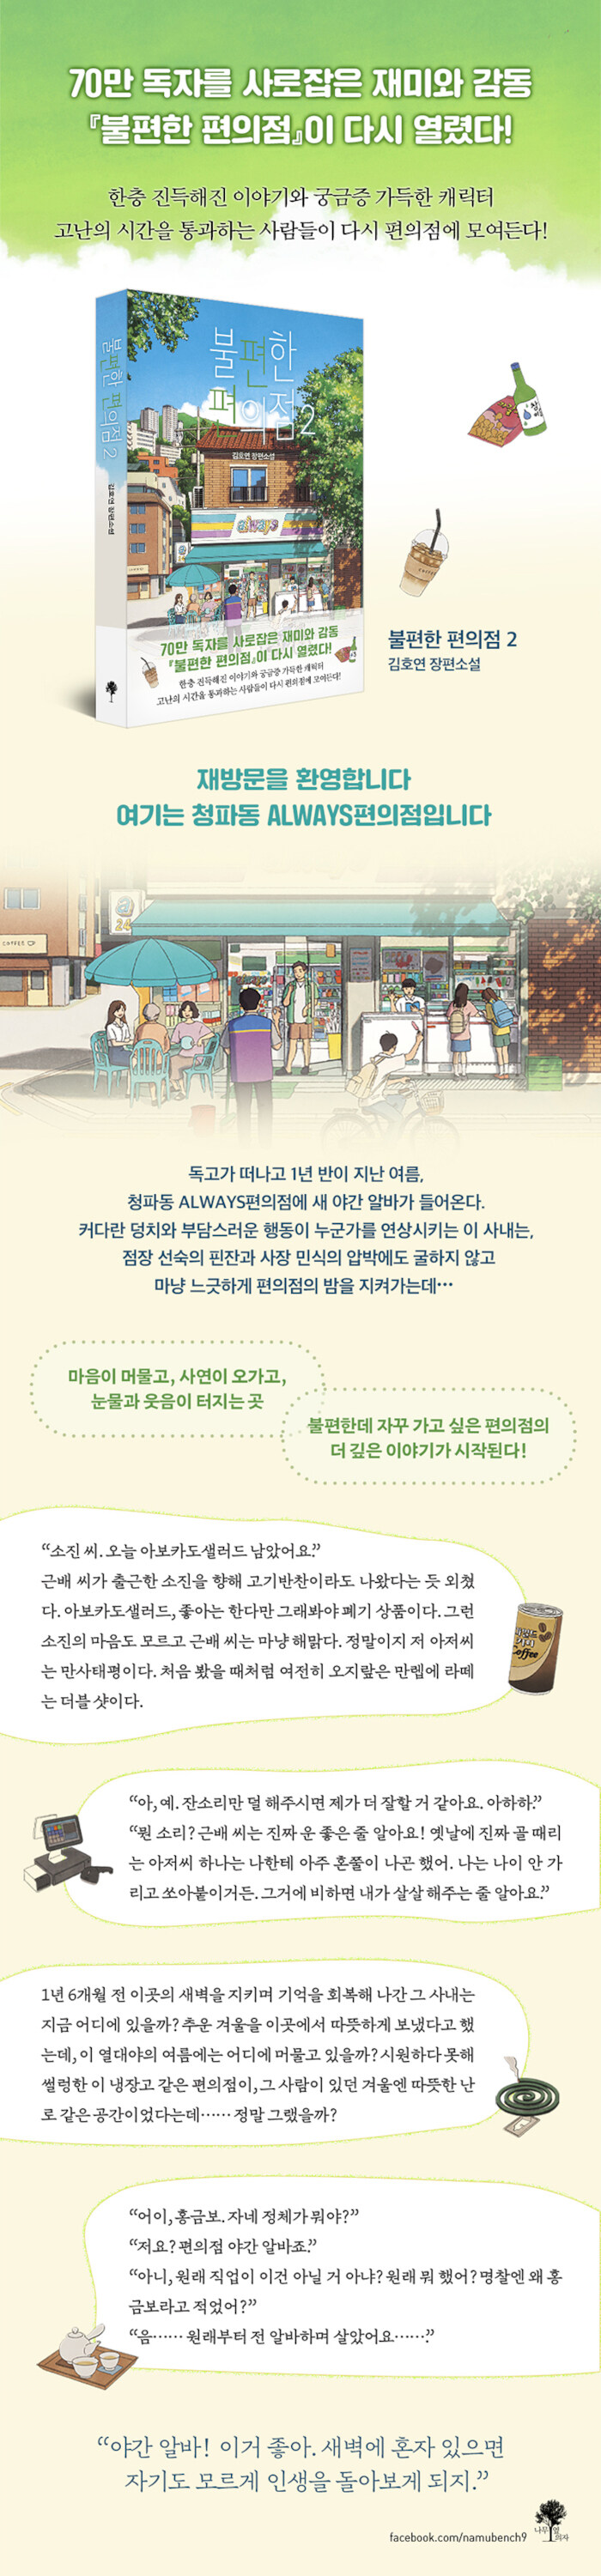 70만 독자를 사로잡은 재미와 감동
『불편한 편의점』이 다시 열렸다!
한층 진득해진 이야기와 궁금증 가득한 캐릭터
고난의 시간을 통과하는 사람들이 다시 편의점에 모여든다!
불편한 편의점 2
김호연 장편소설
불편한
편의점2
김호연 장편소설
always
70만 독자를 사로잡은 재미와 감동
『불편한 편의점』이 다시 열렸다!
한층 진득해진 이야기와 궁금증 가득한 캐릭터
고난의 시간을 통과하는 사람들이 다시 편의점에 모여든다!
COFFEE
불편한 편의점 2
김호연 장편소설
재방문을 환영합니다
여기는 청파동 ALWAYS편의점입니다
a
24
COFFEE
독고가 떠나고 1년 반이 지난 여름,
청파동 ALWAYS편의점에 새 야간 알바가 들어온다.
커다란 덩치와 부담스러운 행동이 누군가를 연상시키는 이 사내는,
점장 선숙의 핀잔과 사장 민식의 압박에도 굴하지 않고
마냥 느긋하게 편의점의 밤을 지켜가는데…
마음이 머물고, 사연이 오가고,
눈물과 웃음이 터지는 곳
불편한데 자꾸 가고 싶은 편의점의
더 깊은 이야기가 시작된다!
“소진 씨. 오늘 아보카도샐러드 남았어요.”
근배 씨가 출근한 소진을 향해 고기반찬이라도 나왔다는 듯 외쳤
다. 아보카도샐러드, 좋아는 한다만 그래봐야 폐기 상품이다. 그런
소진의 마음도 모르고 근배 씨는 마냥 해맑다. 정말이지 저 아저씨
는 만사태평이다. 처음 봤을 때처럼 여전히 오지랖은 만렙에 라떼
는 더블 샷이다.
Coffee
“아, 예. 잔소리만 덜 해주시면 제가 더 잘할 거 같아요. 아하하.”
“뭔 소리? 근배 씨는 진짜 운 좋은 줄 알아요! 옛날에 진짜 골 때리
는 아저씨 하나는 나한테 아주 혼쭐이 나곤 했어. 나는 나이 안 가
리고 쏘아붙이거든. 그거에 비하면 내가 살살 해주는 줄 알아요.”
1년 6개월 전 이곳의 새벽을 지키며 기억을 회복해 나간 그 사내는
지금 어디에 있을까? 추운 겨울을 이곳에서 따뜻하게 보냈다고 했
는데, 이 열대야의 여름에는 어디에 머물고 있을까? 시원하다 못해
썰렁한 이 냉장고 같은 편의점이, 그 사람이 있던 겨울엔 따뜻한 난
로 같은 공간이었다는데…… 정말 그랬을까?
“어이, 홍금보. 자네 정체가 뭐야?”
“저요? 편의점 야간 알바죠.”
“아니, 원래 직업이 이건 아닐 거 아냐? 원래 뭐 했어? 명찰엔 왜 홍
금보라고 적었어?”
“음…… 원래부터 전 알바하며 살았어요…….”
“야간 알바! 이거 좋아. 새벽에 혼자 있으면
자기도 모르게 인생을 돌아보게 되지.”
facebook.com/namubench9
나무옆
의자